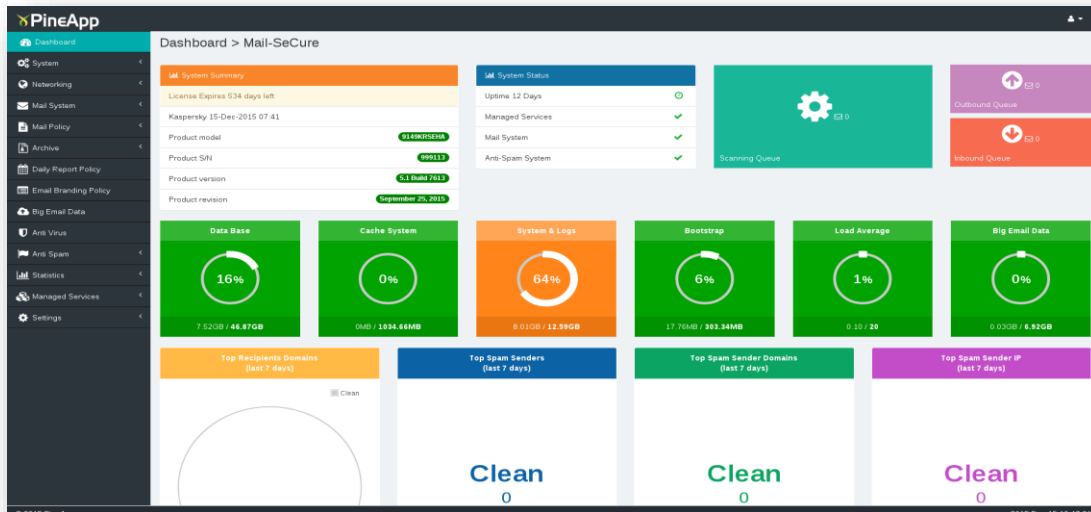 PineApp
Dashboard
System
Networking
Mail System
Mail Policy
Archive
Daily Report Policy
Email Branding Policy
Big Email Data
Anti Virus
Anti Spam
Statistics
Managed Services
Settings
Dashboard > Mail-SeCure
System Summary
License Expires 534 days left
Kaspersky 15-Dec-2015 07:41
Product model 9149KRSEHA
Product S/N 999113
Product version 5.1 Build 7613
Product revision September 25, 2015
System Status
Uptime 12 Days
Managed Services
Mail System
Anti-Spam System
0
Scanning Queue
0
Outbound Queue
0
Inbound Queue
Data Base
16%
7.52GB / 46.87GB
Cache System
0%
0MB / 1034.66MB
System & Logs
64%
8.01GB / 12.59GB
Bootstrap
6%
17.76MB / 303.34MB
Load Average
1%
0.10 / 20
Big Email Data
0%
0.03GB / 6.92GB
Top Recipients Domains
(last 7 days)
Clean
Top Spam Senders
(last 7 days)
Clean
0
Top Spam Sender Domains
(last 7 days)
Clean
0
Top Spam Sender IP
(last 7 days)
Clean
0